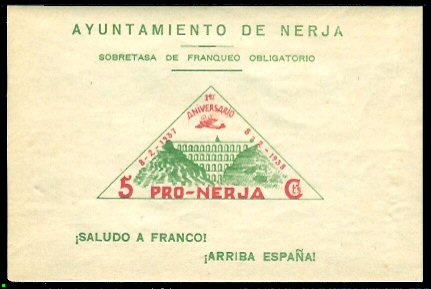 AYUNTAMIENTO DE NERJA
SOBRETASA DE FRANQUEO OBLIGATORIO
1er
ANIVERSARIO
8-2-1937
8-2-1938
5 PRO-NERJA Cts
¡SALUDO A FRANCO!
¡ARRIBA ESPAÑA!